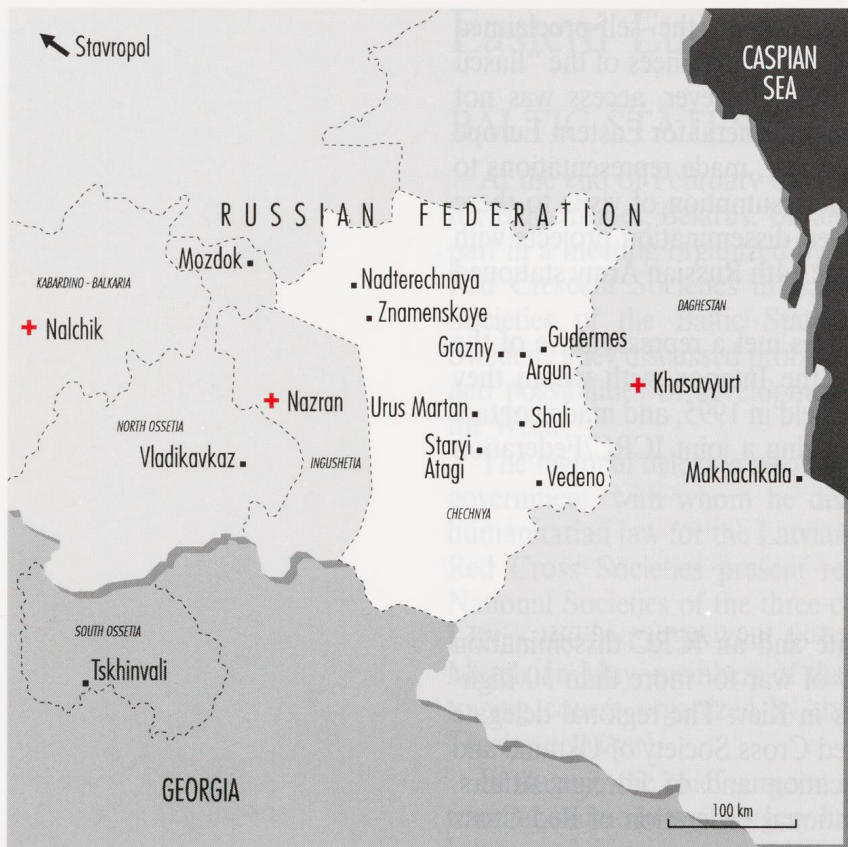 Stavropol
CASPIAN
SEA
RUSSIAN FEDERATION
Mozdok
KABARDINO - BALKARIA
Nadterechnaya
DAGHESTAN
Znamenskoye
Nalchik
Gudermes
Grozny
Argun
Khasavyurt
Nazran
Urus Martan
Shali
NORTH OSSETIA
Staryi
Atagi
Vladikavkaz
INGUSHETIA
Vedeno
Makhachkala
CHECHNYA
SOUTH OSSETIA
Tskhinvali
GEORGIA
100 km